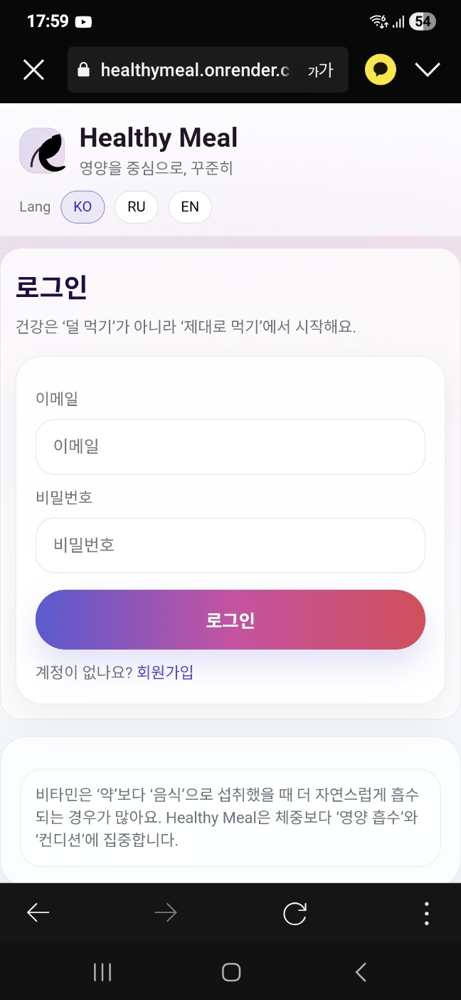 17:59
54
healthymeal.onrender.c
가가
Healthy Meal
영양을 중심으로, 꾸준히
Lang KO RU EN
로그인
건강은 ‘덜 먹기’가 아니라 ‘제대로 먹기’에서 시작해요.
이메일
이메일
비밀번호
비밀번호
로그인
계정이 없나요? 회원가입
비타민은 ‘약’보다 ‘음식’으로 섭취했을 때 더 자연스럽게 흡수
되는 경우가 많아요. Healthy Meal은 체중보다 ‘영양 흡수’와
‘컨디션’에 집중합니다.